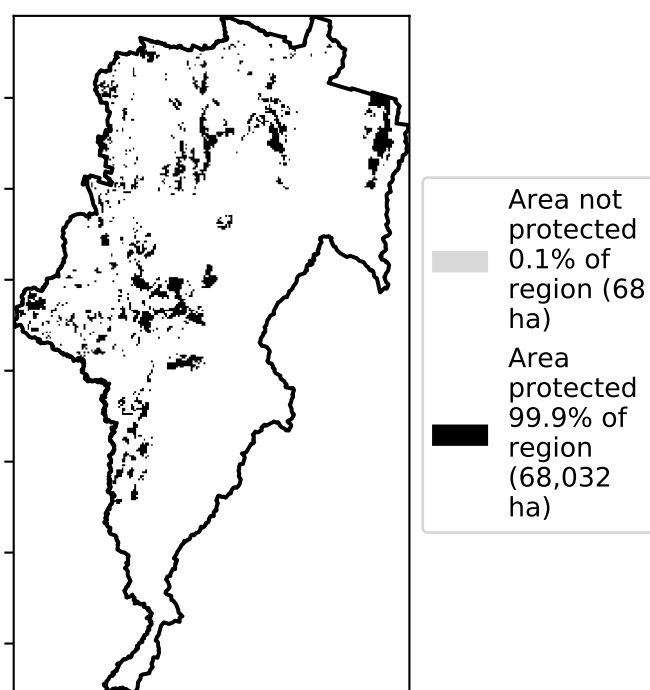 Area not
protected
0.1% of
region (68
ha)
Area
protected
99.9% of
region
(68,032
ha)